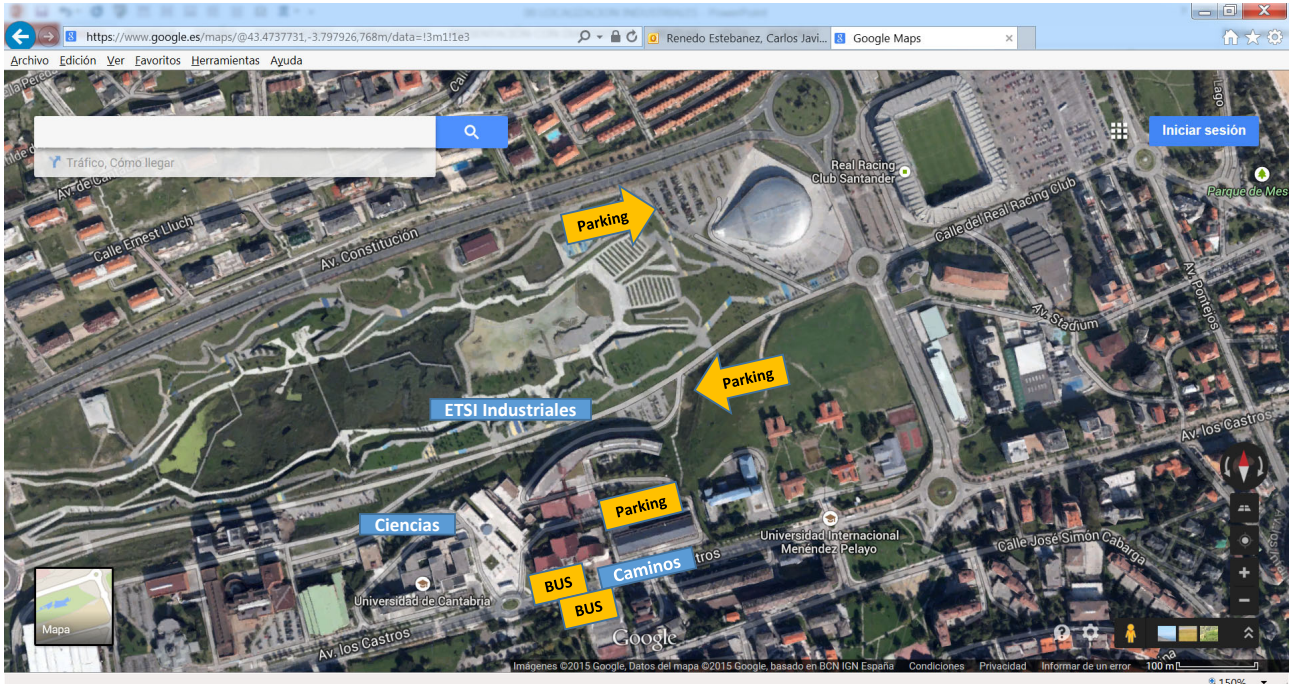 https://www.google.es/maps/@43.4737731,-3.797926,768m/data=!3m1!1e3
Renedo Estebanez, Carlos Javi...
Google Maps
Archivo Edición Ver Favoritos Herramientas Ayuda
Iniciar sesión
Tráfico, Cómo llegar
Real Racing
Club Santander
Parque de Mes
Lago
Calle Ernest Lluch
Av. Constitución
Parking
Calle del Real Racing Club
Av. Pontejos
Av. Stadium
Parking
ETSI Industriales
Av. los Castros
Parking
Ciencias
Universidad Internacional
Menéndez Pelayo
Calle José Simón Cabarga
Caminos
tros
BUS
BUS
Universidad de Cantabria
Av. los Castros
Mapa
Google
Imágenes ©2015 Google, Datos del mapa ©2015 Google, basado en BCN IGN España Condiciones Privacidad Informar de un error 100 m
150%